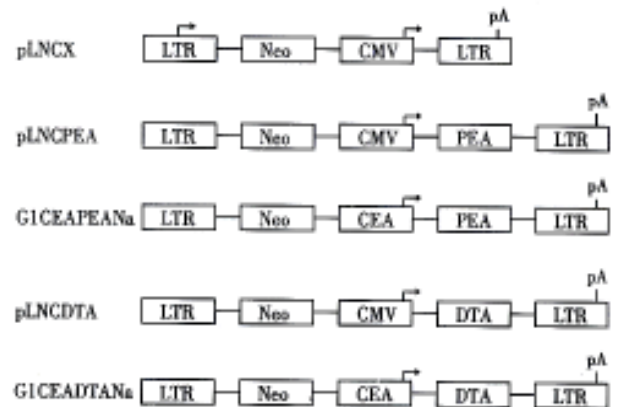 pA
pLNCX LTR Neo CMV LTR
pA
pLNCPEA LTR Neo CMV PEA LTR
pA
G1CEAPEANa LTR Neo CEA PEA LTR
pA
pLNCDTA LTR Neo CMV DTA LTR
pA
G1CEADTANa LTR Neo CEA DTA LTR